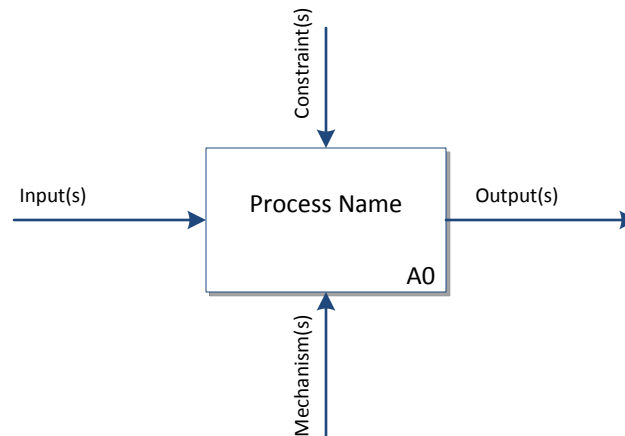 Constraint(s)
Input(s)
Process Name
Output(s)
A0
Mechanism(s)